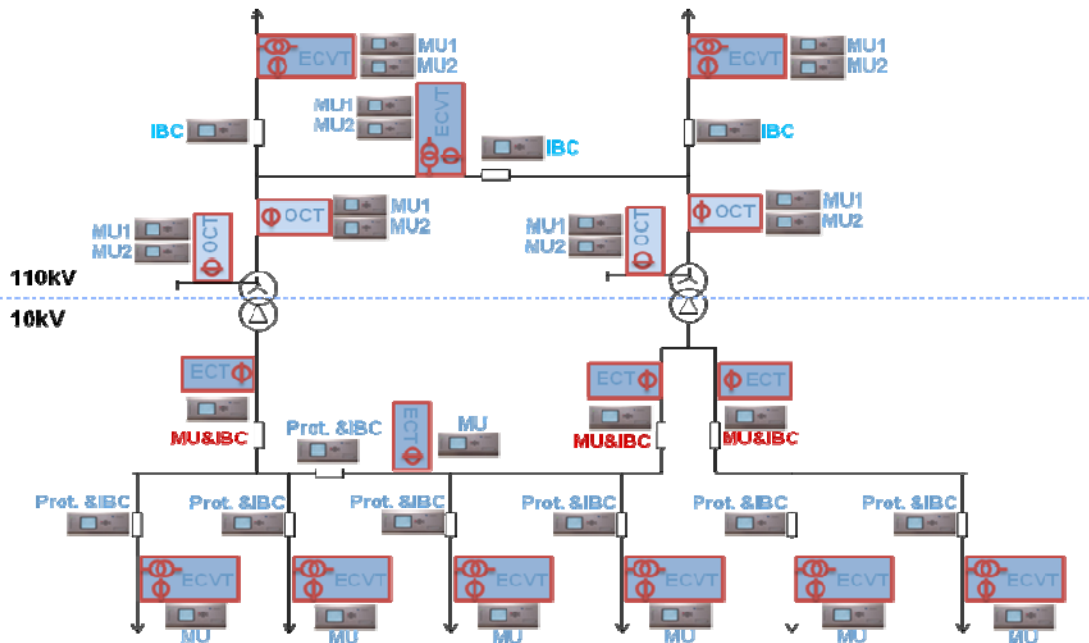 ECVT
MU1
MU2
ECVT
MU1
MU2
MU1
MU2
ECVT
IBC
IBC
IBC
OCT
MU1
MU2
OCT
MU1
MU2
MU1
MU2
OCT
MU1
MU2
OCT
110kV
10kV
ECT
ECT
ECT
MU&IBC
Prot. &IBC
ECT
MU
MU&IBC
MU&IBC
Prot. &IBC
Prot. &IBC
Prot. &IBC
Prot. &IBC
Prot. &IBC
Prot. &IBC
ECVT
ECVT
ECVT
ECVT
ECVT
ECVT
MU
MU
MU
MU
MU
MU